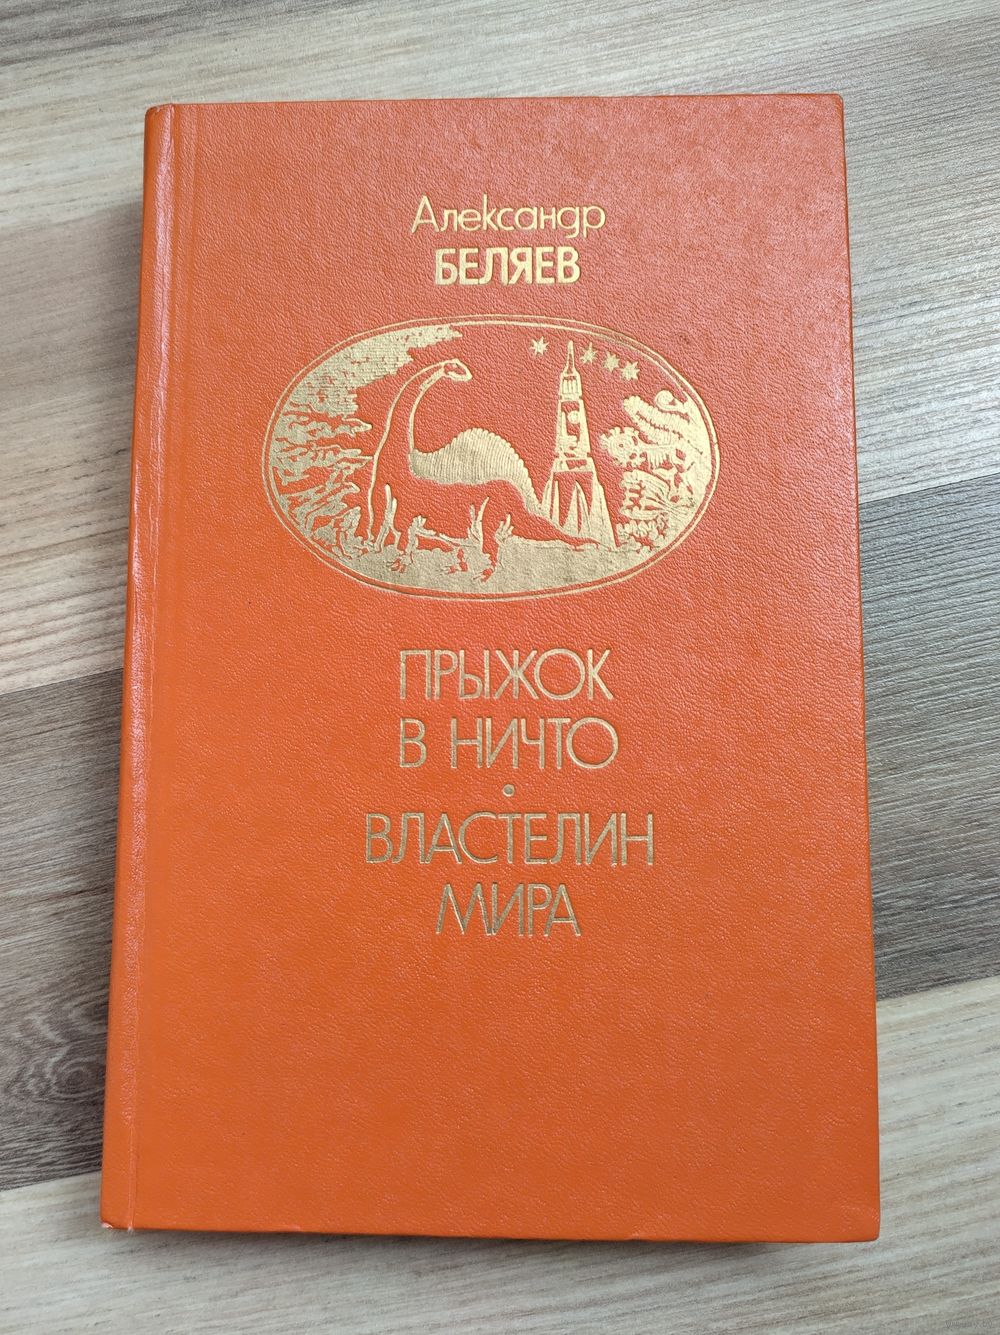 Александр
БЕЛЯЕВ
ПРЫЖОК
В НИЧТО
•
ВЛАСТЕЛИН
МИРА